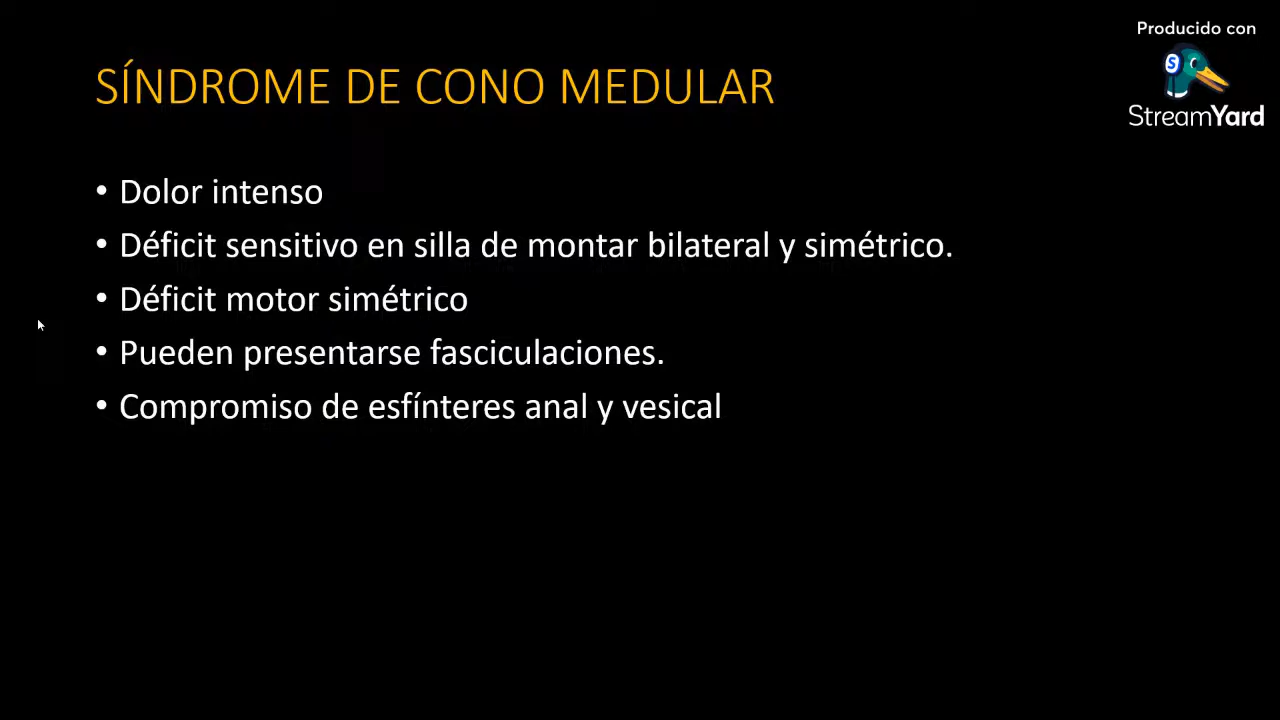 Producido con
StreamYard
SÍNDROME DE CONO MEDULAR
• Dolor intenso
• Déficit sensitivo en silla de montar bilateral y simétrico.
• Déficit motor simétrico
• Pueden presentarse fasciculaciones.
• Compromiso de esfínteres anal y vesical